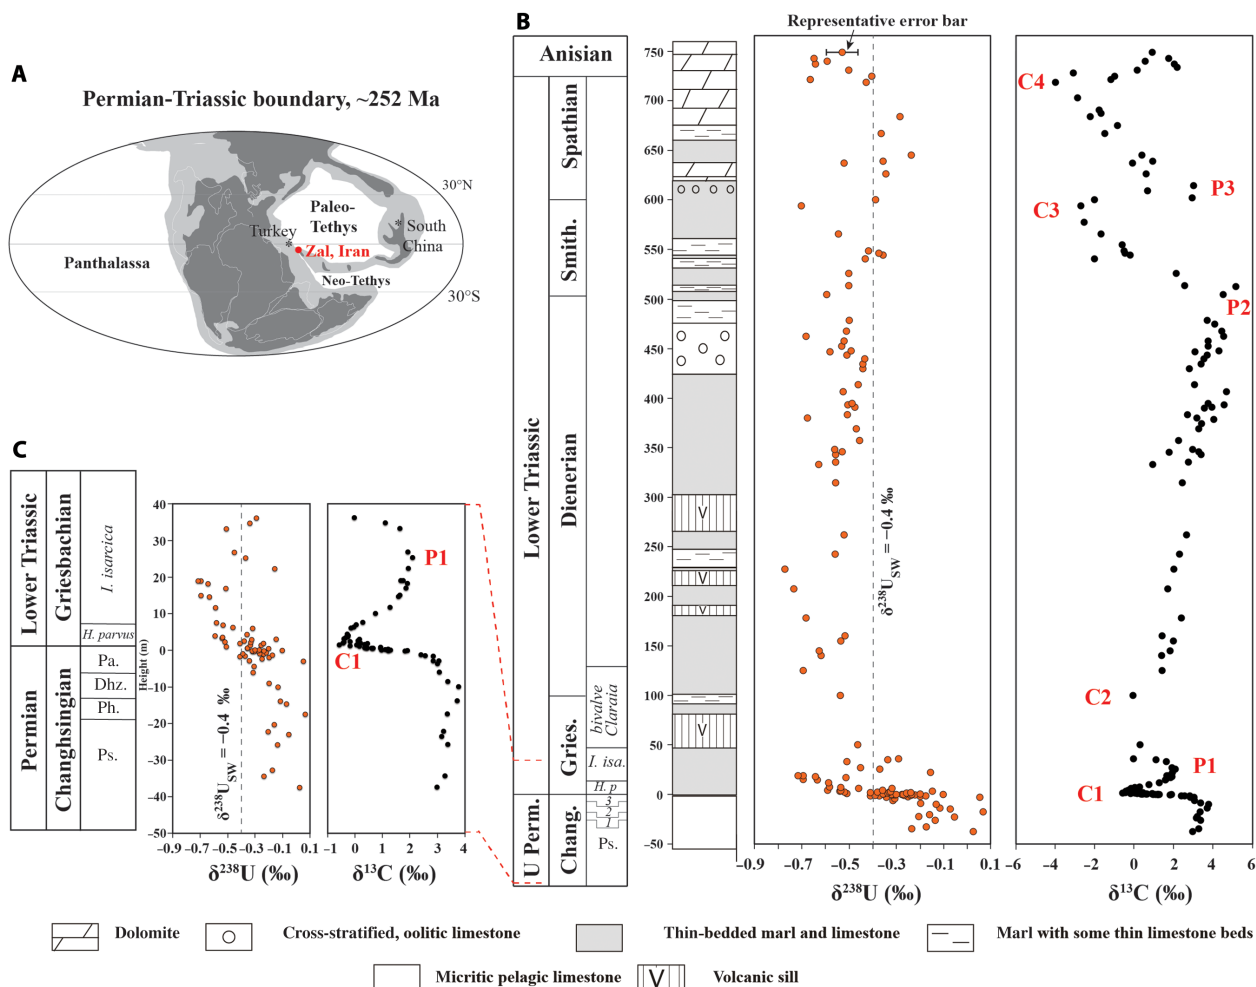 A
Permian-Triassic boundary, ~252 Ma
30°N
Paleo-
Tethys
Turkey
*
* South
China
Zal, Iran
Panthalassa
Neo-Tethys
30°S
B
Representative error bar
Anisian
Lower Triassic
U Perm.
Spathian
Smith.
Dienerian
Gries.
Chang.
bivalve
Claraia
I. isa.
H. p
3
2
1
Ps.
750
700
650
600
550
500
450
400
350
300
250
200
150
100
50
0
−50
V
V
V
V
δ²³⁸U_SW = −0.4 ‰
−0.9 −0.7 −0.5 −0.3 −0.1 0.1
δ²³⁸U (‰)
C4
P3
C3
P2
C2
P1
C1
−6 −4 −2 0 2 4 6
δ¹³C (‰)
C
Lower Triassic
Permian
Griesbachian
Changhsingian
I. isarcica
H. parvus
Pa.
Dhz.
Ph.
Ps.
Height (m)
40
30
20
10
0
−10
−20
−30
−40
−50
δ²³⁸U_SW = −0.4 ‰
−0.9 −0.7 −0.5 −0.3 −0.1 0.1
δ²³⁸U (‰)
P1
C1
−1 0 1 2 3 4
δ¹³C (‰)
Dolomite
Cross-stratified, oolitic limestone
Thin-bedded marl and limestone
Marl with some thin limestone beds
Micritic pelagic limestone
V
Volcanic sill